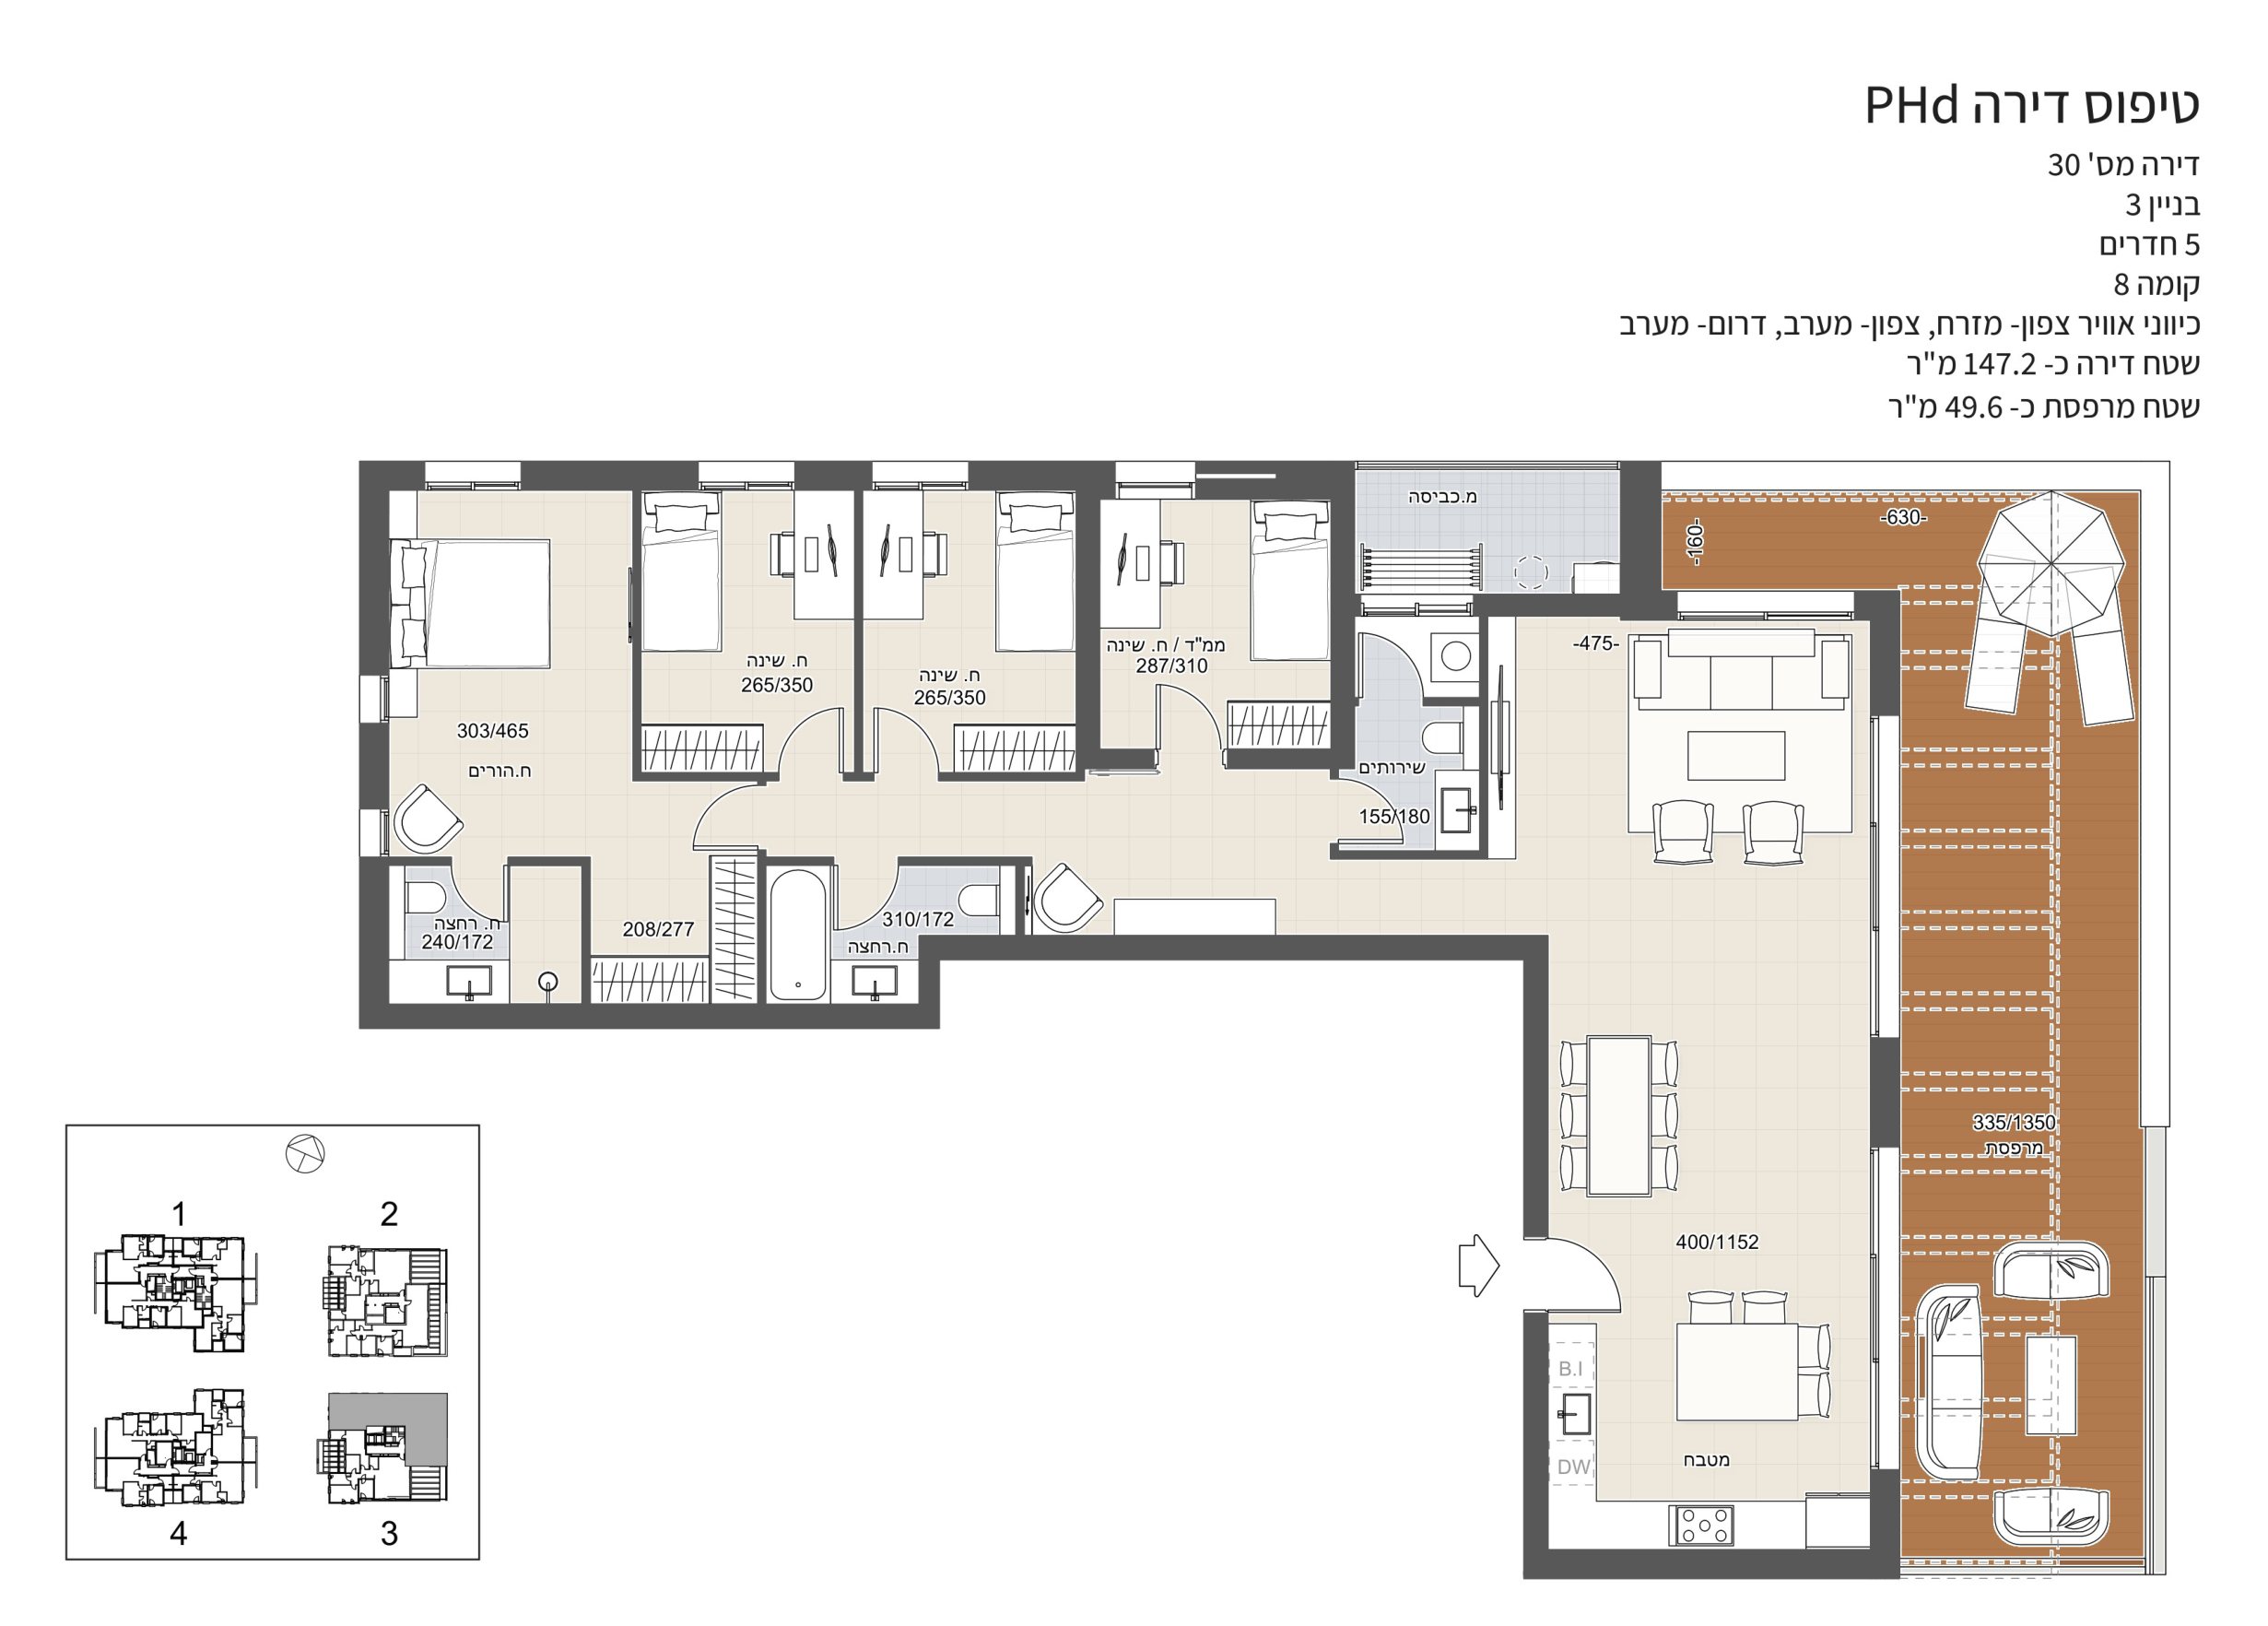 טיפוס דירה PHd
דירה מס' 30
בניין 3
5 חדרים
קומה 8
כיווני אוויר צפון- מזרח, צפון- מערב, דרום- מערב
שטח דירה כ- 147.2 מ"ר
שטח מרפסת כ- 49.6 מ"ר
מ.כביסה
-630-
-160-
-475-
ממ"ד / ח. שינה
287/310
ח. שינה
265/350
ח. שינה
265/350
303/465
ח.הורים
שירותים
155/180
ח. רחצה
240/172
208/277
310/172
ח.רחצה
335/1350
מרפסת
400/1152
B.I
DW
מטבח
1
2
4
3